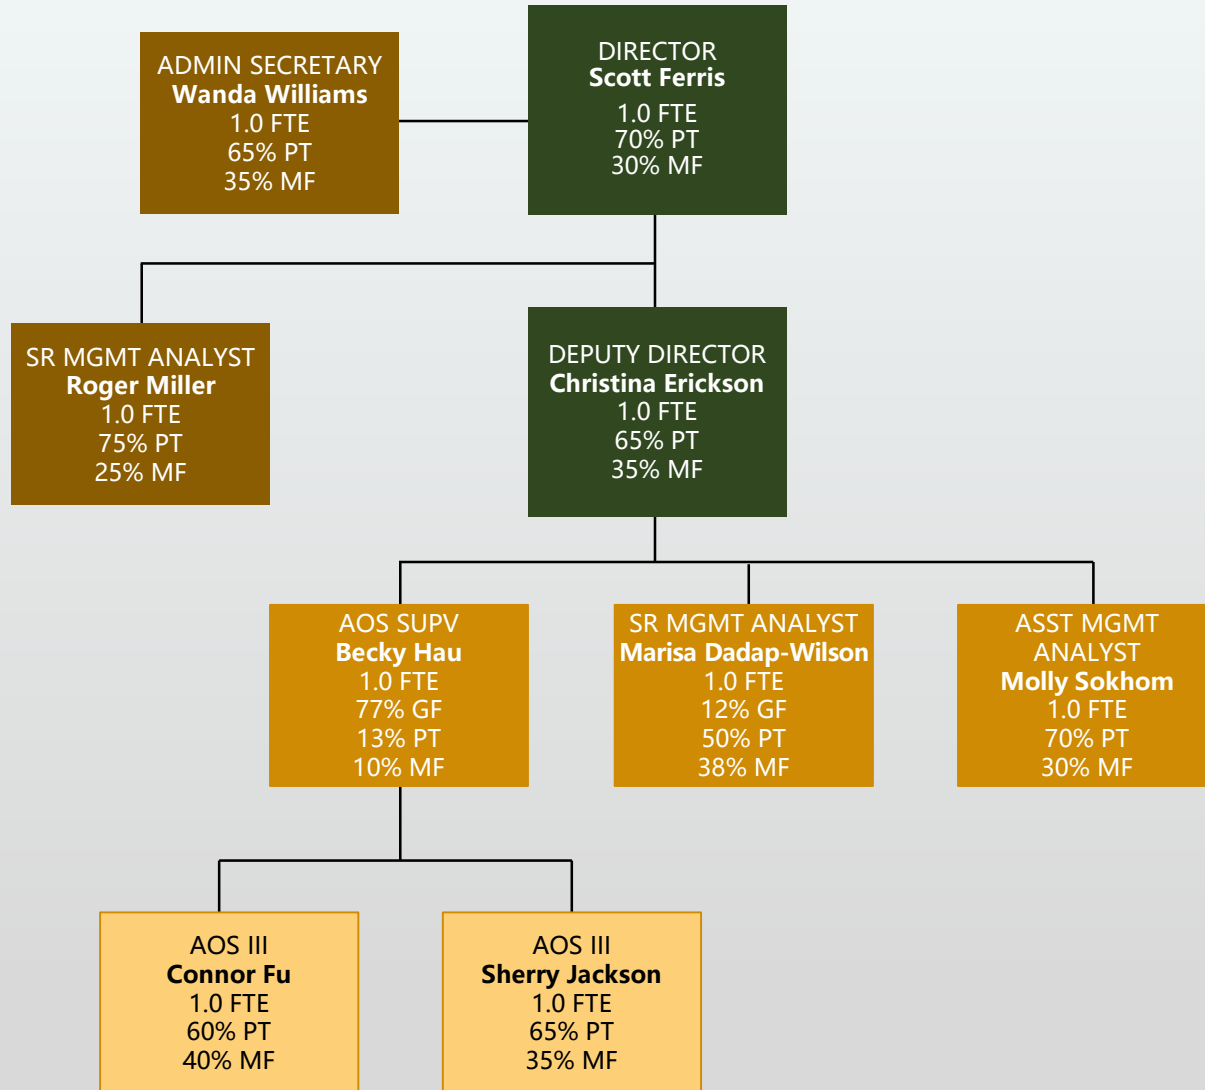 ADMIN SECRETARY
Wanda Williams
1.0 FTE
65% PT
35% MF
DIRECTOR
Scott Ferris
1.0 FTE
70% PT
30% MF
SR MGMT ANALYST
Roger Miller
1.0 FTE
75% PT
25% MF
DEPUTY DIRECTOR
Christina Erickson
1.0 FTE
65% PT
35% MF
AOS SUPV
Becky Hau
1.0 FTE
77% GF
13% PT
10% MF
SR MGMT ANALYST
Marisa Dadap-Wilson
1.0 FTE
12% GF
50% PT
38% MF
ASST MGMT
ANALYST
Molly Sokhom
1.0 FTE
70% PT
30% MF
AOS III
Connor Fu
1.0 FTE
60% PT
40% MF
AOS III
Sherry Jackson
1.0 FTE
65% PT
35% MF